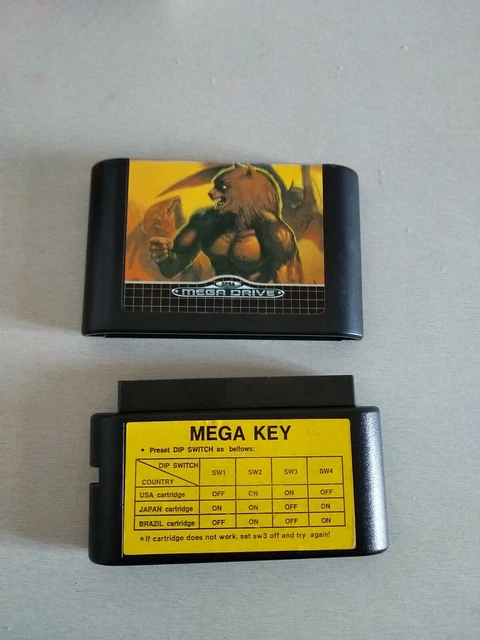 SEGA
MEGA DRIVE
MEGA KEY
• Preset DIP SWITCH as bellows:
DIP SWITCH SW1 SW2 SW3 SW4
COUNTRY
USA cartridge OFF ON ON OFF
JAPAN cartridge ON ON OFF ON
BRAZIL cartridge OFF ON OFF ON
*If cartridge does not work, set sw3 off and try again!